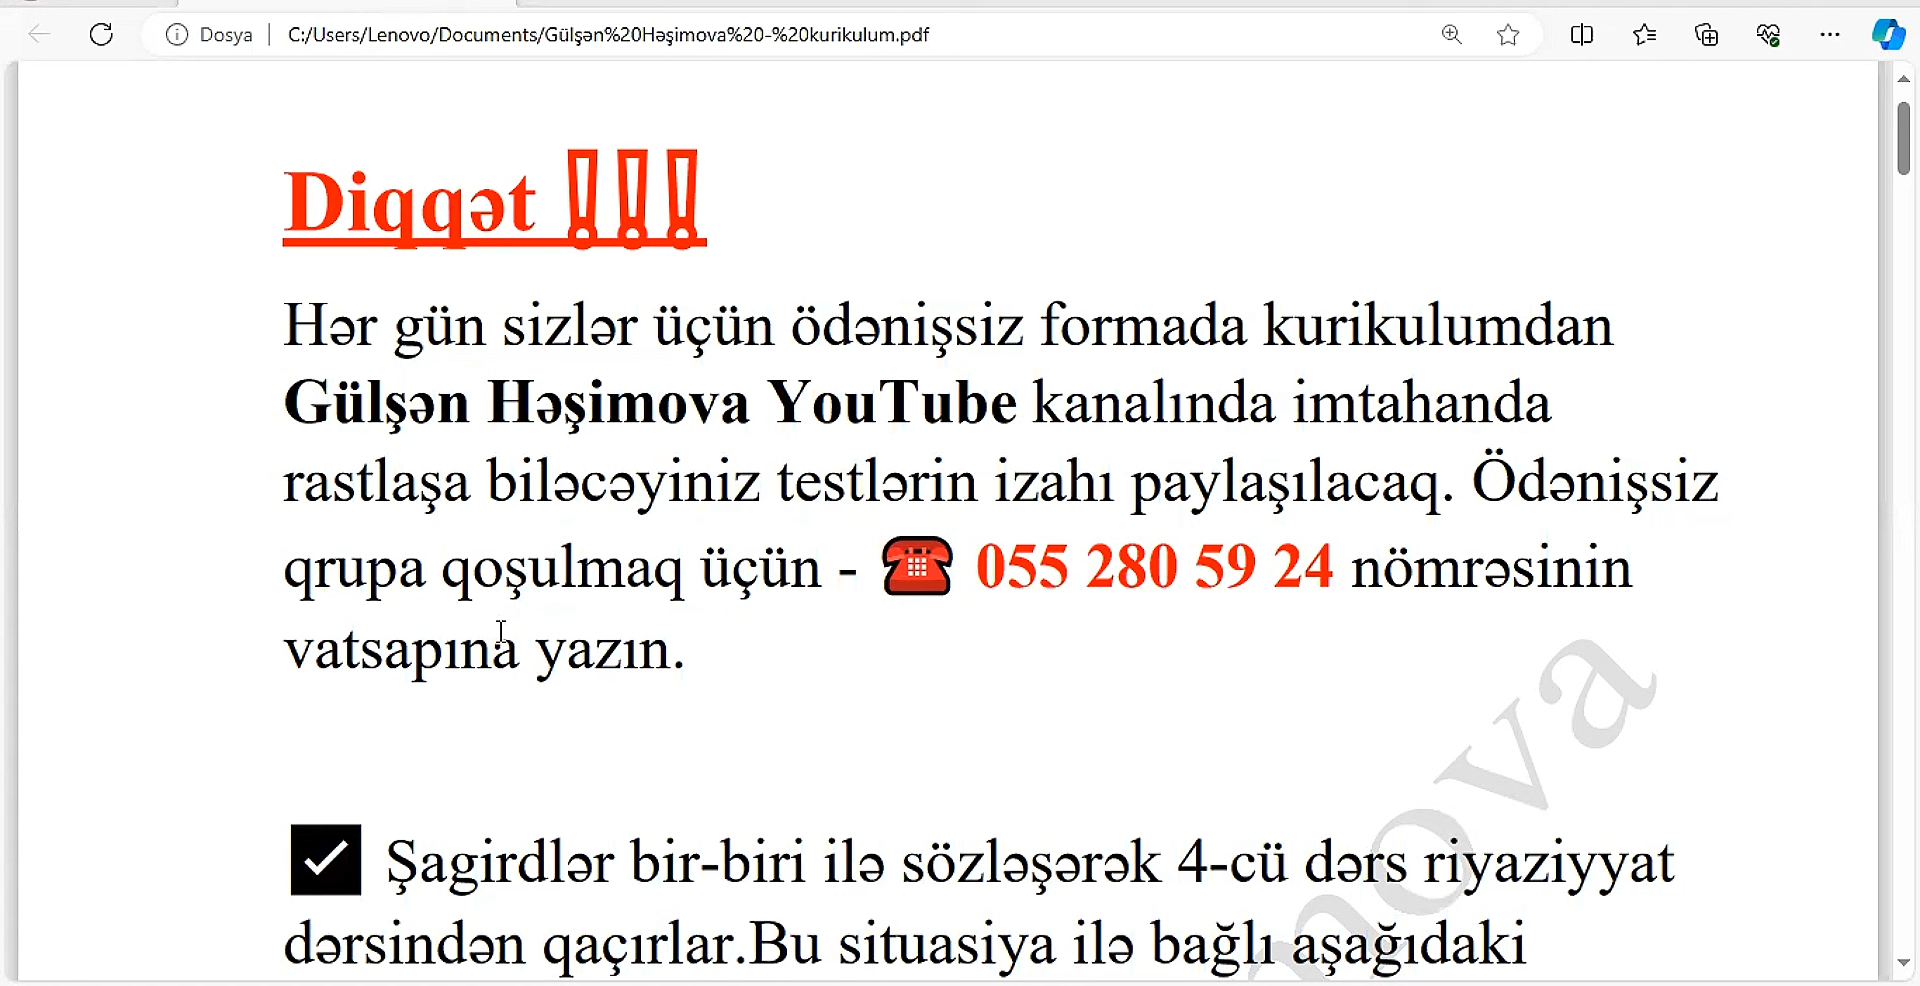 Dosya
C:/Users/Lenovo/Documents/Gülşən%20Həşimova%20-%20kurikulum.pdf
Diqqət !!!
Hər gün sizlər üçün ödənişsiz formada kurikulumdan
Gülşən Həşimova YouTube kanalında imtahanda
rastlaşa biləcəyiniz testlərin izahı paylaşılacaq. Ödənişsiz
qrupa qoşulmaq üçün - ☎ 055 280 59 24 nömrəsinin
vatsapına yazın.
✓ Şagirdlər bir-biri ilə sözləşərək 4-cü dərs riyaziyyat
dərsindən qaçırlar.Bu situasiya ilə bağlı aşağıdaki